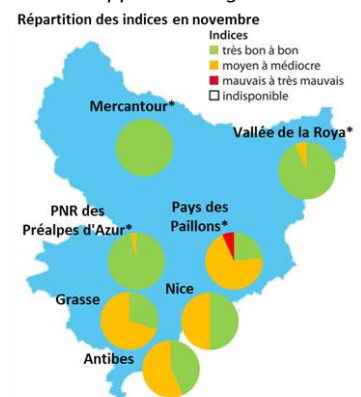 Répartition des indices en novembre
Indices
très bon à bon
moyen à médiocre
mauvais à très mauvais
indisponible
Mercantour*
Vallée de la Roya*
PNR des
Préalpes d'Azur*
Pays des
Paillons*
Grasse
Nice
Antibes